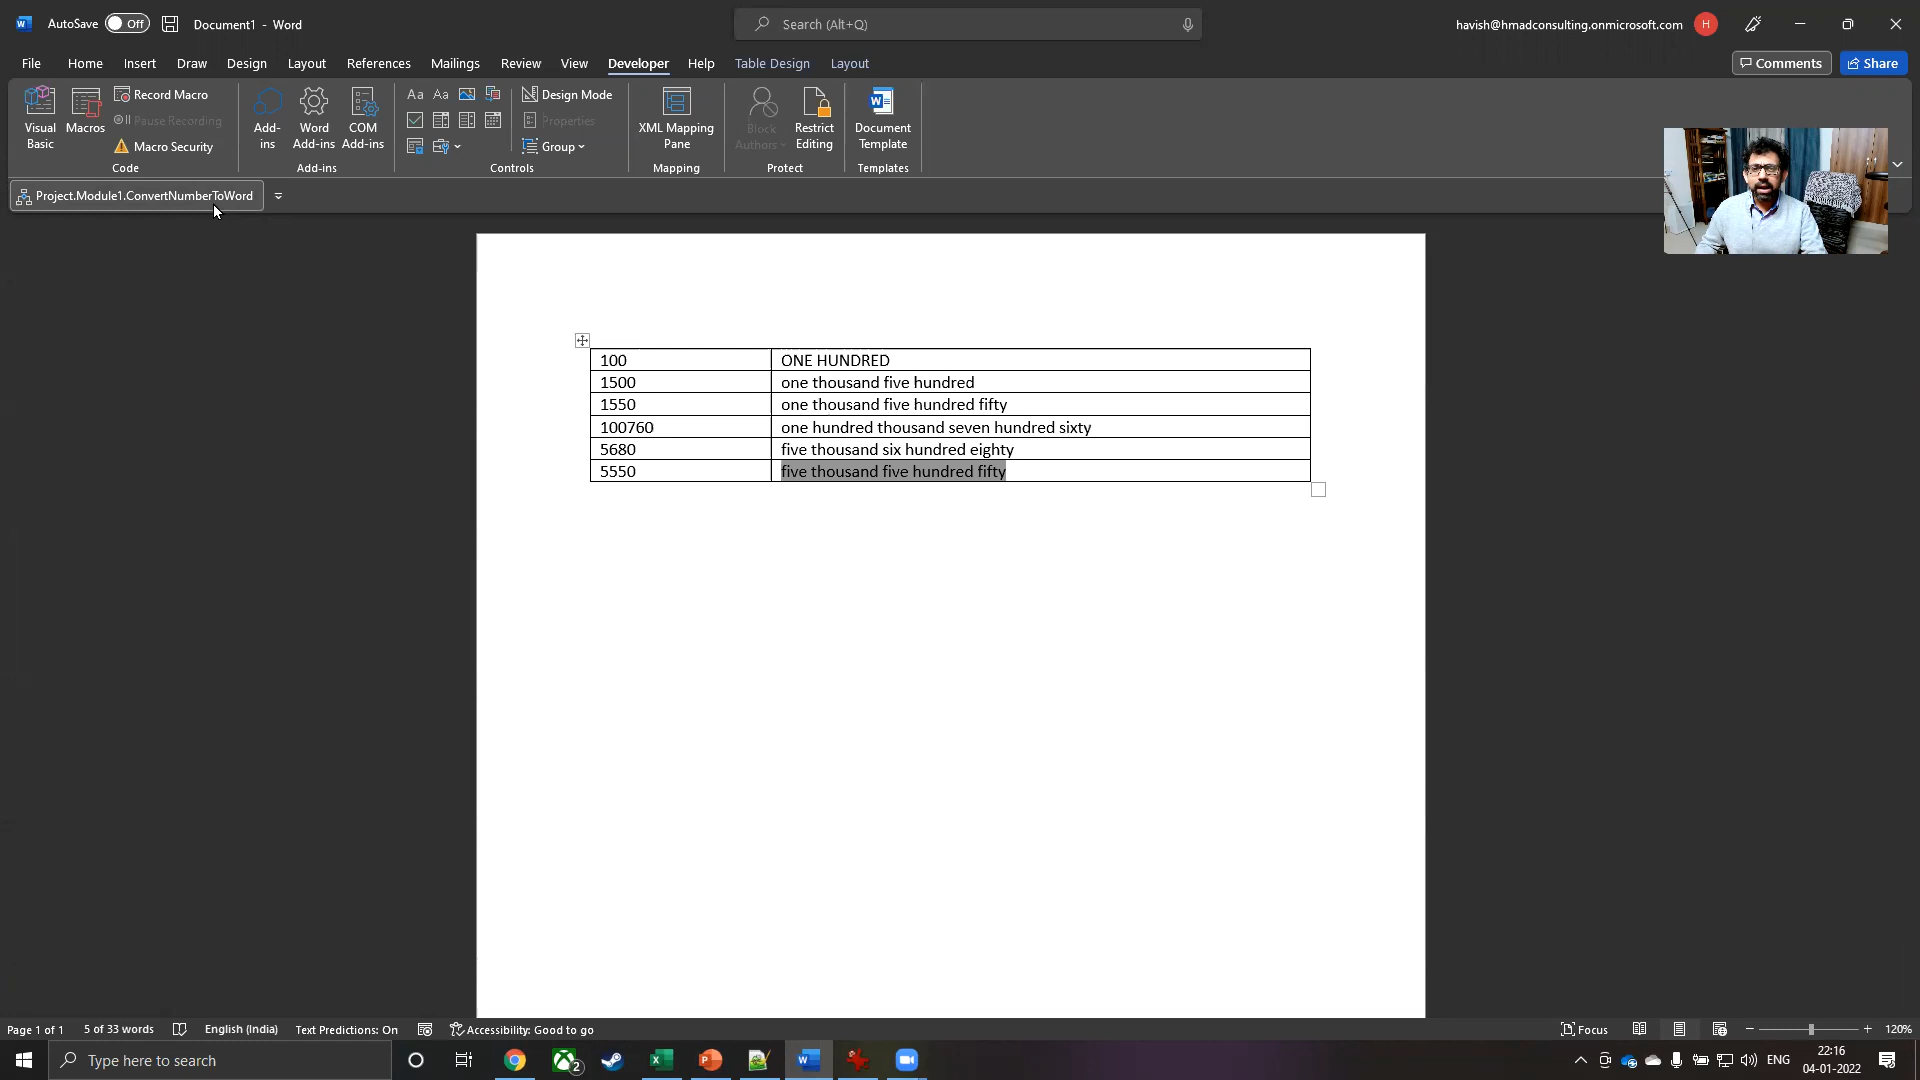 AutoSave Off Document1 - Word Search (Alt+Q) havish@hmadconsulting.onmicrosoft.com H
File Home Insert Draw Design Layout References Mailings Review View Developer Help Table Design Layout Comments Share
Visual Basic
Macros
Record Macro
Pause Recording
Macro Security
Code
Add-ins
Word Add-ins
COM Add-ins
Add-ins
Aa Aa
Design Mode
Properties
Group
Controls
XML Mapping Pane
Mapping
Block Authors
Restrict Editing
Protect
Document Template
Templates
Project.Module1.ConvertNumberToWord
100 ONE HUNDRED
1500 one thousand five hundred
1550 one thousand five hundred fifty
100760 one hundred thousand seven hundred sixty
5680 five thousand six hundred eighty
5550 five thousand five hundred fifty
Page 1 of 1 5 of 33 words English (India) Text Predictions: On Accessibility: Good to go Focus 120%
Type here to search 2 ENG 22:16
04-01-2022